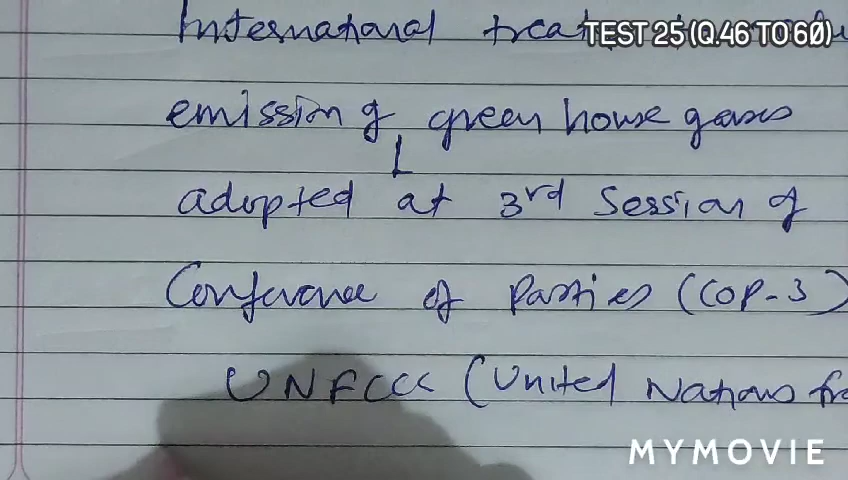 International treat
TEST 25 (Q.46 TO 60)
emission of green house gases
adopted at 3rd Session of
Conference of Parties (COP-3)
UNFCCC (United Nations fra
MYMOVIE